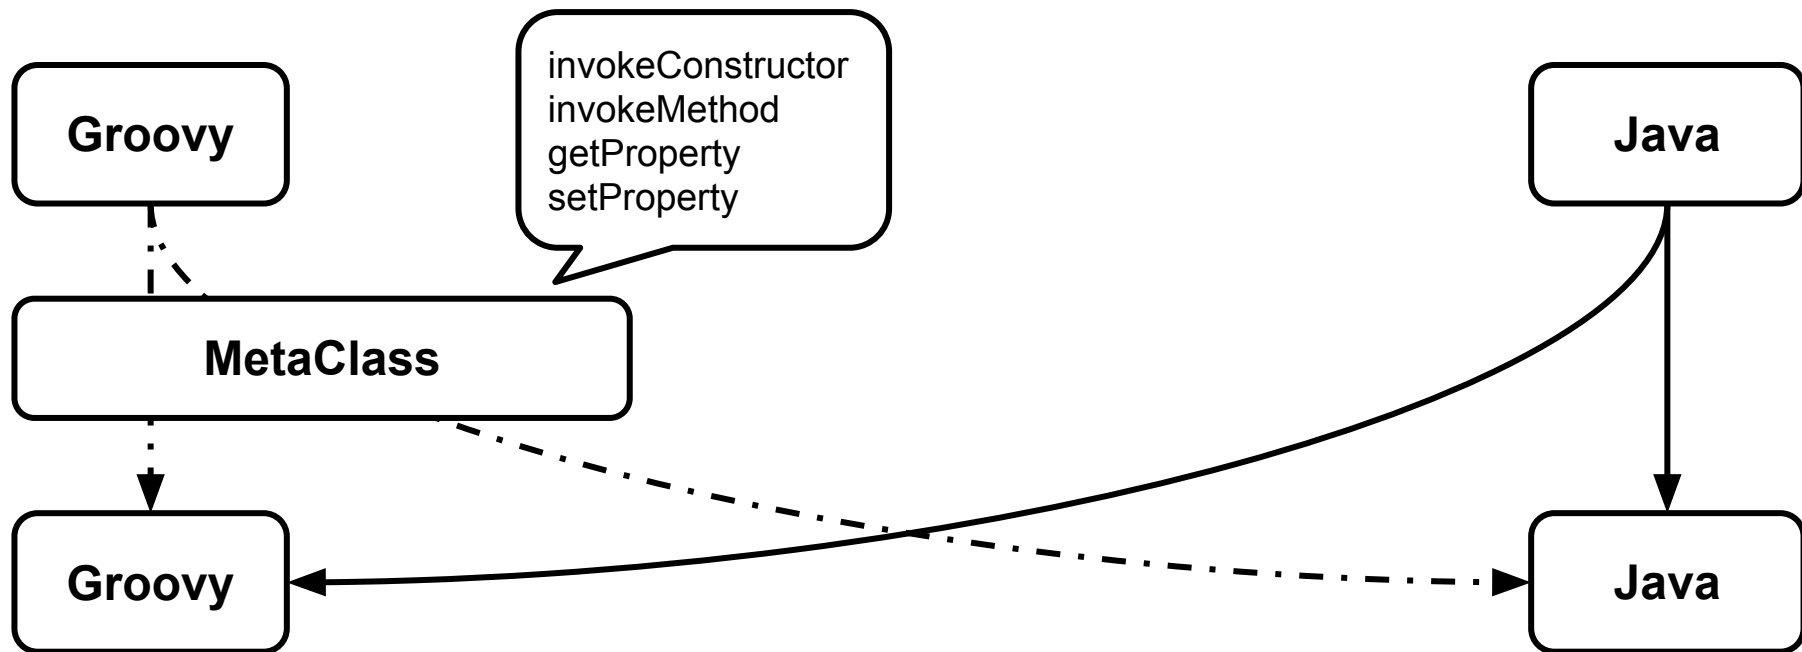 invokeConstructor
invokeMethod
getProperty
setProperty
Groovy
Java
MetaClass
Groovy
Java